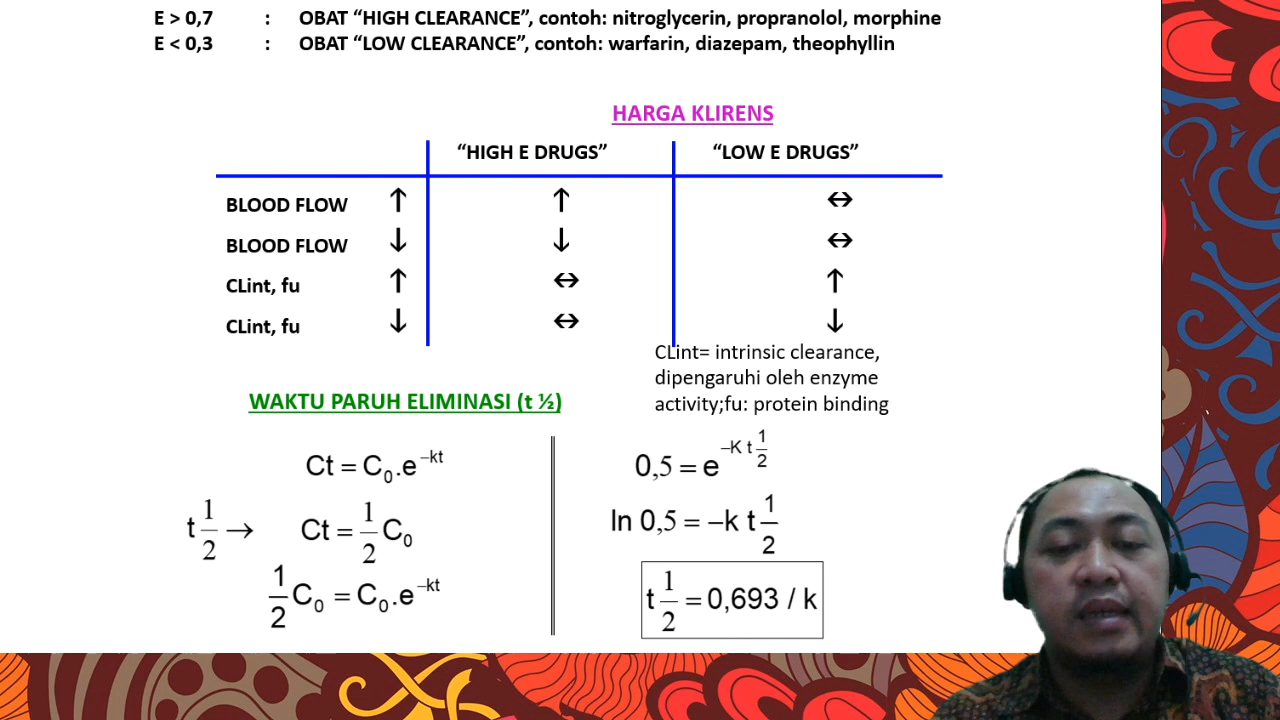 E > 0,7 : OBAT “HIGH CLEARANCE”, contoh: nitroglycerin, propranolol, morphine
E < 0,3 : OBAT “LOW CLEARANCE”, contoh: warfarin, diazepam, theophyllin
HARGA KLIRENS
“HIGH E DRUGS” “LOW E DRUGS”
BLOOD FLOW ↑ ↑ ↔
BLOOD FLOW ↓ ↓ ↔
CLint, fu ↑ ↔ ↑
CLint, fu ↓ ↔ ↓
CLint= intrinsic clearance,
dipengaruhi oleh enzyme
activity;fu: protein binding
WAKTU PARUH ELIMINASI (t ½)
Ct = C₀.e^–kt
t 1/2 → Ct = 1/2 C₀
1/2 C₀ = C₀.e^–kt
0,5 = e^–K t 1/2
ln 0,5 = –k t 1/2
t 1/2 = 0,693 / k